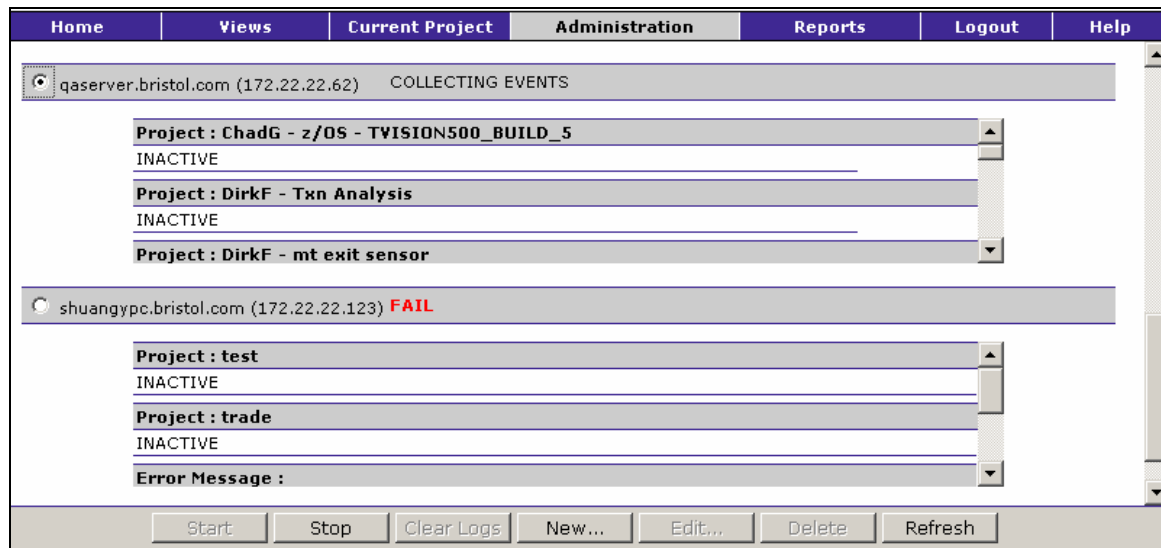 Home Views Current Project Administration Reports Logout Help
qaserver.bristol.com (172.22.22.62) COLLECTING EVENTS
Project : ChadG - z/OS - TVISION500_BUILD_5
INACTIVE
Project : DirkF - Txn Analysis
INACTIVE
Project : DirkF - mt exit sensor
shuangypc.bristol.com (172.22.22.123) FAIL
Project : test
INACTIVE
Project : trade
INACTIVE
Error Message :
Start Stop Clear Logs New... Edit... Delete Refresh